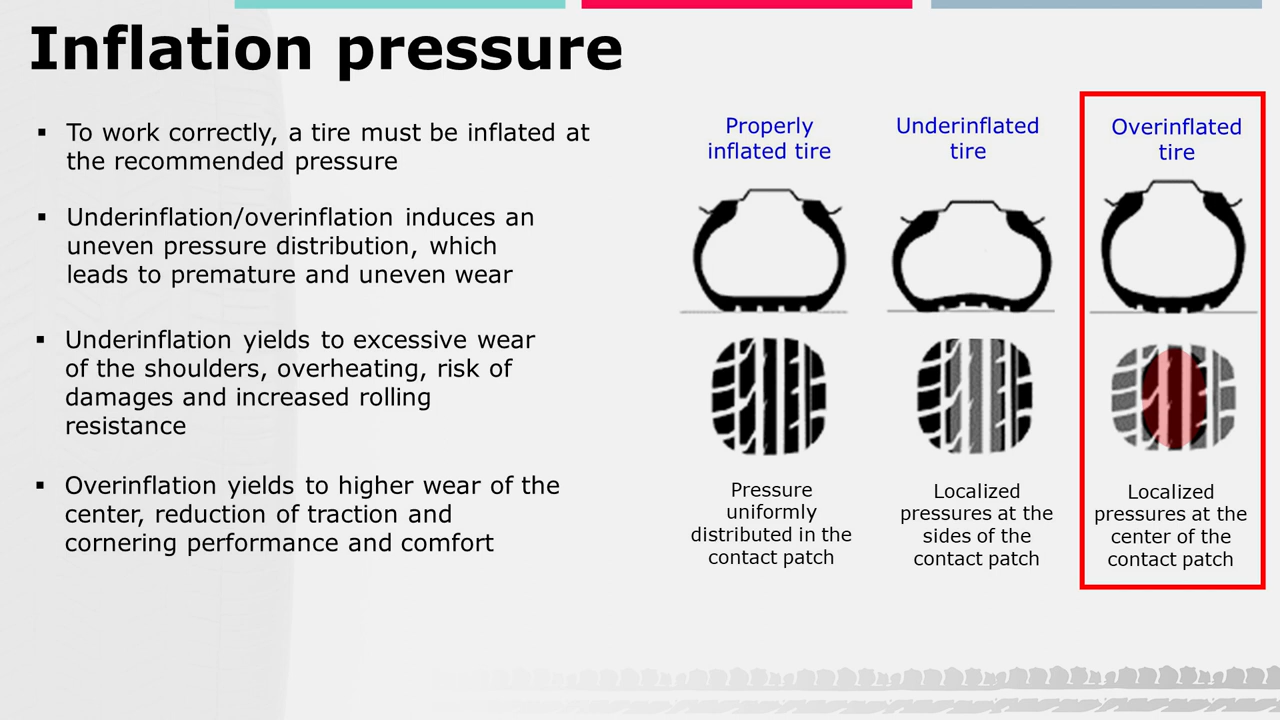 Inflation pressure
▪ To work correctly, a tire must be inflated at
the recommended pressure
▪ Underinflation/overinflation induces an
uneven pressure distribution, which
leads to premature and uneven wear
▪ Underinflation yields to excessive wear
of the shoulders, overheating, risk of
damages and increased rolling
resistance
▪ Overinflation yields to higher wear of the
center, reduction of traction and
cornering performance and comfort
Properly
inflated tire
Pressure
uniformly
distributed in the
contact patch
Underinflated
tire
Localized
pressures at the
sides of the
contact patch
Overinflated
tire
Localized
pressures at the
center of the
contact patch